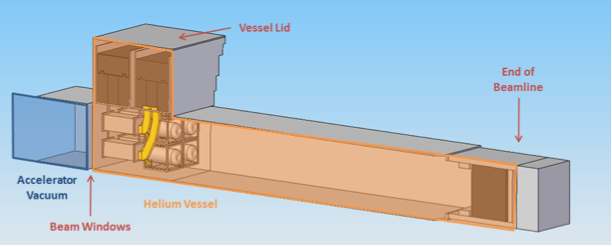 Vessel Lid
End of
Beamline
Accelerator
Vacuum
Helium Vessel
Beam Windows